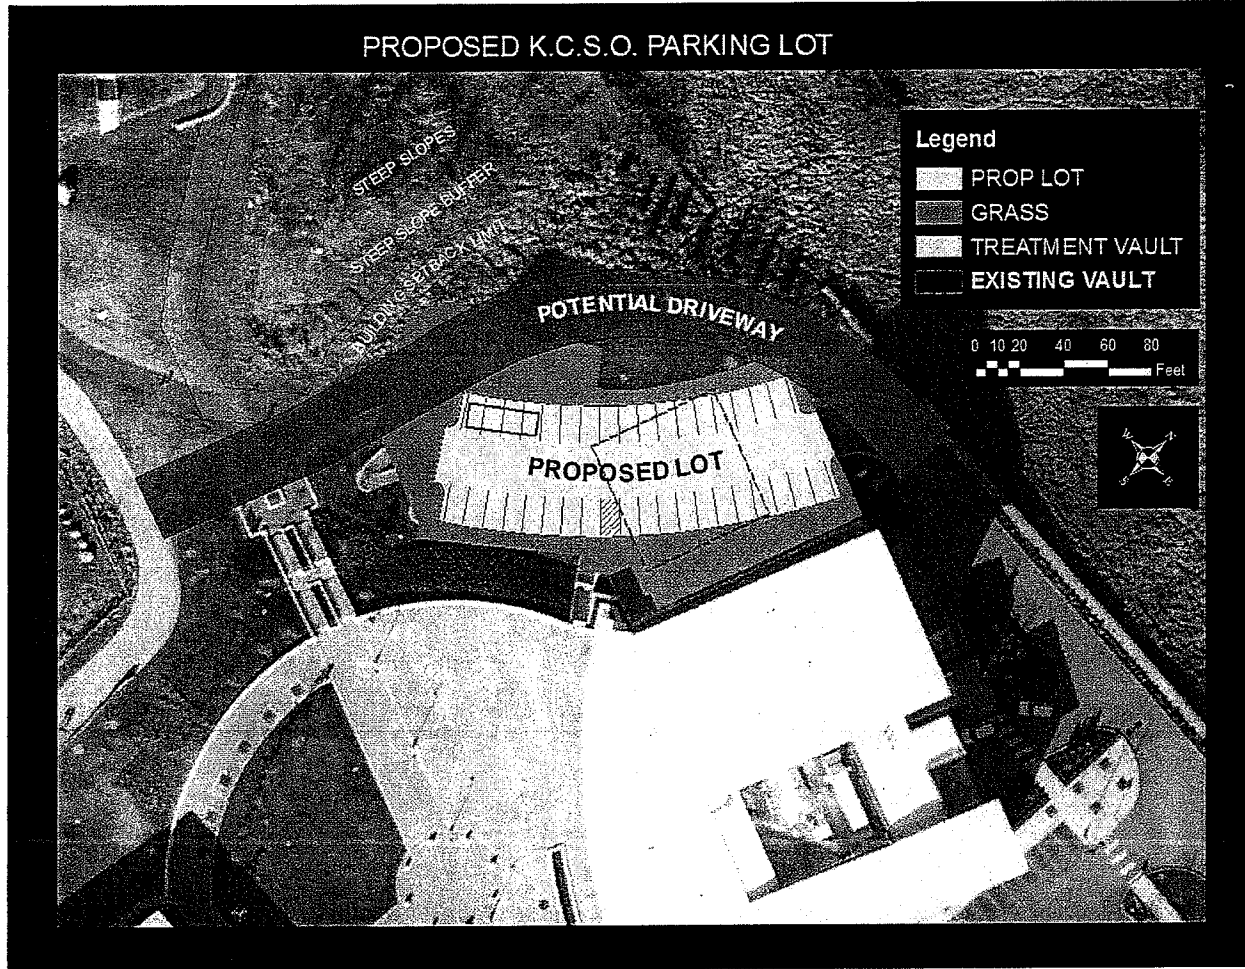 PROPOSED K.C.S.O. PARKING LOT
STEEP SLOPES
STEEP SLOPE BUFFER
BUILDING SETBACK LIMIT
POTENTIAL DRIVEWAY
PROPOSED LOT
Legend
PROP LOT
GRASS
TREATMENT VAULT
EXISTING VAULT
0 10 20 40 60 80
Feet
W N
S E